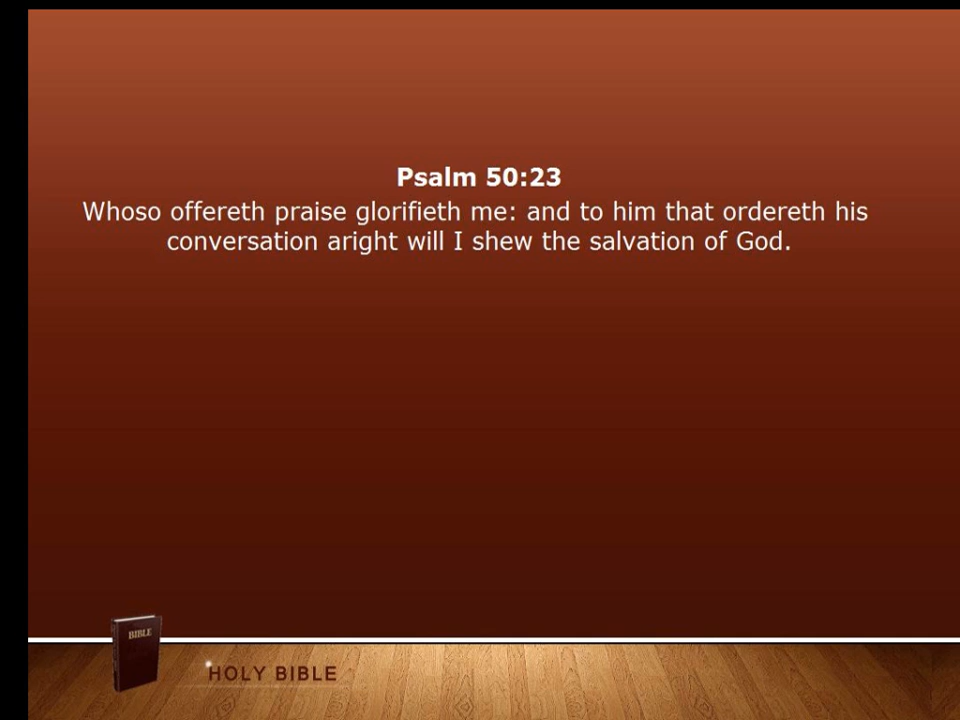 Psalm 50:23
Whoso offereth praise glorifieth me: and to him that ordereth his
conversation aright will I shew the salvation of God.
BIBLE
HOLY BIBLE